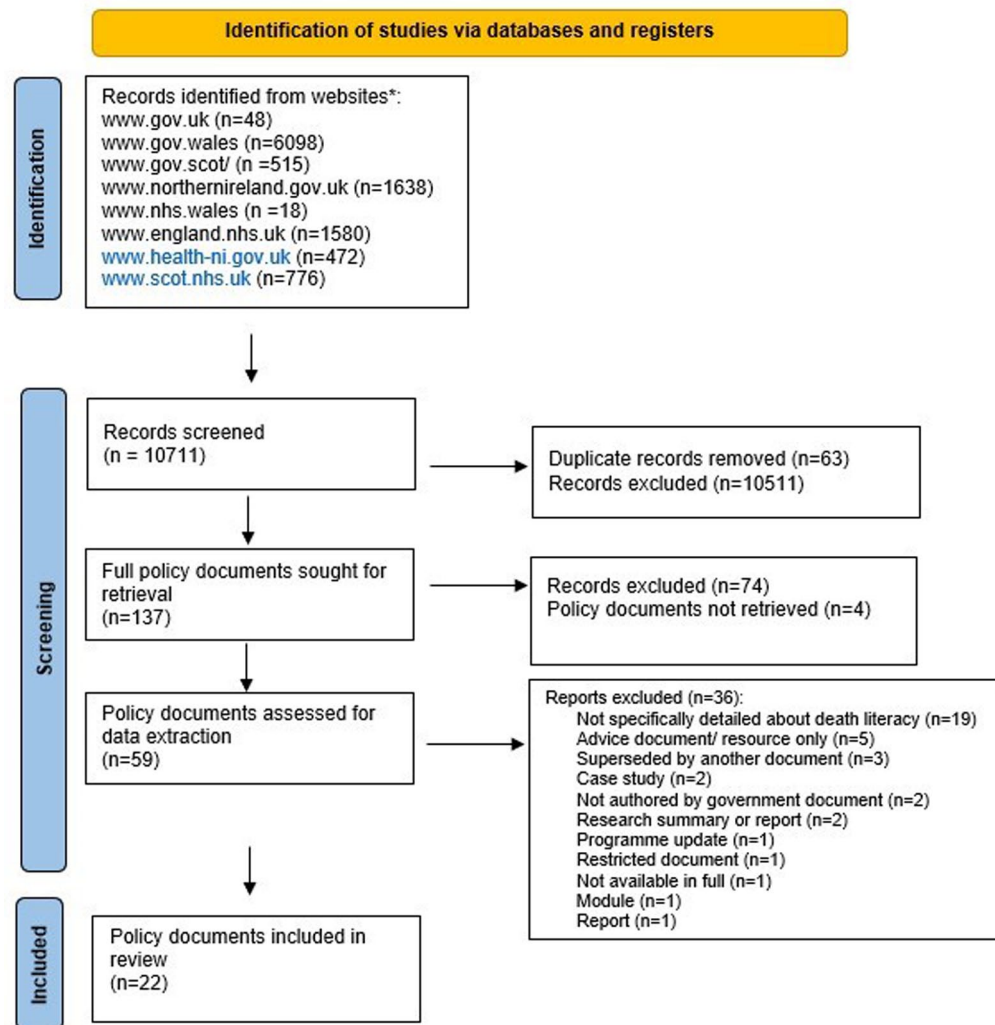 Identification of studies via databases and registers
Identification
Records identified from websites*:
www.gov.uk (n=48)
www.gov.wales (n=6098)
www.gov.scot/ (n =515)
www.northernireland.gov.uk (n=1638)
www.nhs.wales (n =18)
www.england.nhs.uk (n=1580)
www.health-ni.gov.uk (n=472)
www.scot.nhs.uk (n=776)
Screening
Records screened
(n = 10711)
Duplicate records removed (n=63)
Records excluded (n=10511)
Full policy documents sought for
retrieval
(n=137)
Records excluded (n=74)
Policy documents not retrieved (n=4)
Policy documents assessed for
data extraction
(n=59)
Reports excluded (n=36):
Not specifically detailed about death literacy (n=19)
Advice document/ resource only (n=5)
Superseded by another document (n=3)
Case study (n=2)
Not authored by government document (n=2)
Research summary or report (n=2)
Programme update (n=1)
Restricted document (n=1)
Not available in full (n=1)
Module (n=1)
Report (n=1)
Included
Policy documents included in
review
(n=22)